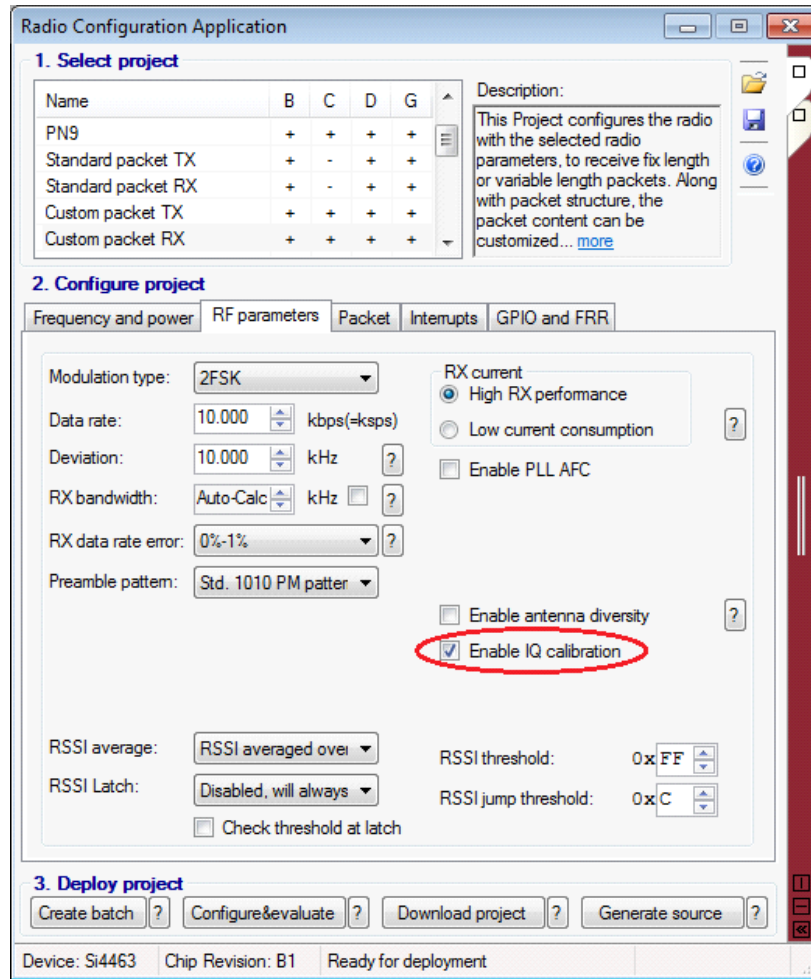 Radio Configuration Application
1. Select project
Name B C D G
PN9 + + + +
Standard packet TX + - + +
Standard packet RX + - + +
Custom packet TX + + + +
Custom packet RX + + + +
Description:
This Project configures the radio
with the selected radio
parameters, to receive fix length
or variable length packets. Along
with packet structure, the
packet content can be
customized... more
2. Configure project
Frequency and power RF parameters Packet Interrupts GPIO and FRR
Modulation type: 2FSK
Data rate: 10.000 kbps(=ksps)
Deviation: 10.000 kHz ?
RX bandwidth: Auto-Calc kHz ?
RX data rate error: 0%-1% ?
Preamble pattern: Std. 1010 PM patter
RX current
High RX performance
Low current consumption ?
Enable PLL AFC
Enable antenna diversity ?
Enable IQ calibration
RSSI average: RSSI averaged over
RSSI Latch: Disabled, will always
Check threshold at latch
RSSI threshold: 0xFF
RSSI jump threshold: 0xC
3. Deploy project
Create batch ? Configure&evaluate ? Download project ? Generate source ?
Device: Si4463 Chip Revision: B1 Ready for deployment